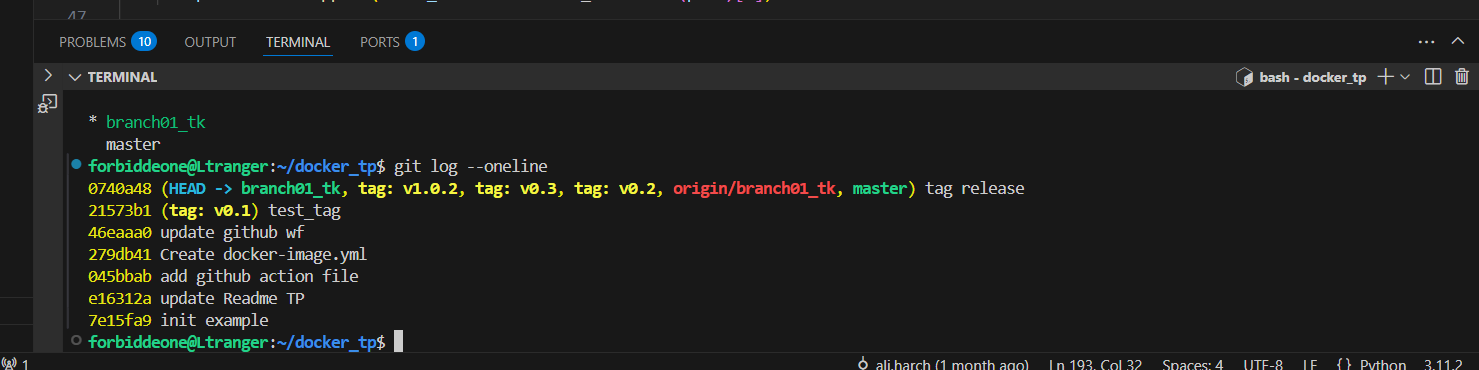 47
PROBLEMS 10 OUTPUT TERMINAL PORTS 1
TERMINAL
bash - docker_tp
* branch01_tk
master
forbiddeone@Ltranger:~/docker_tp$ git log --oneline
0740a48 (HEAD -> branch01_tk, tag: v1.0.2, tag: v0.3, tag: v0.2, origin/branch01_tk, master) tag release
21573b1 (tag: v0.1) test_tag
46eaaa0 update github wf
279db41 Create docker-image.yml
045bbab add github action file
e16312a update Readme TP
7e15fa9 init example
forbiddeone@Ltranger:~/docker_tp$
1 ali.harch (1 month ago) Ln 193, Col 32 Spaces: 4 UTF-8 LF {} Python 3.11.2